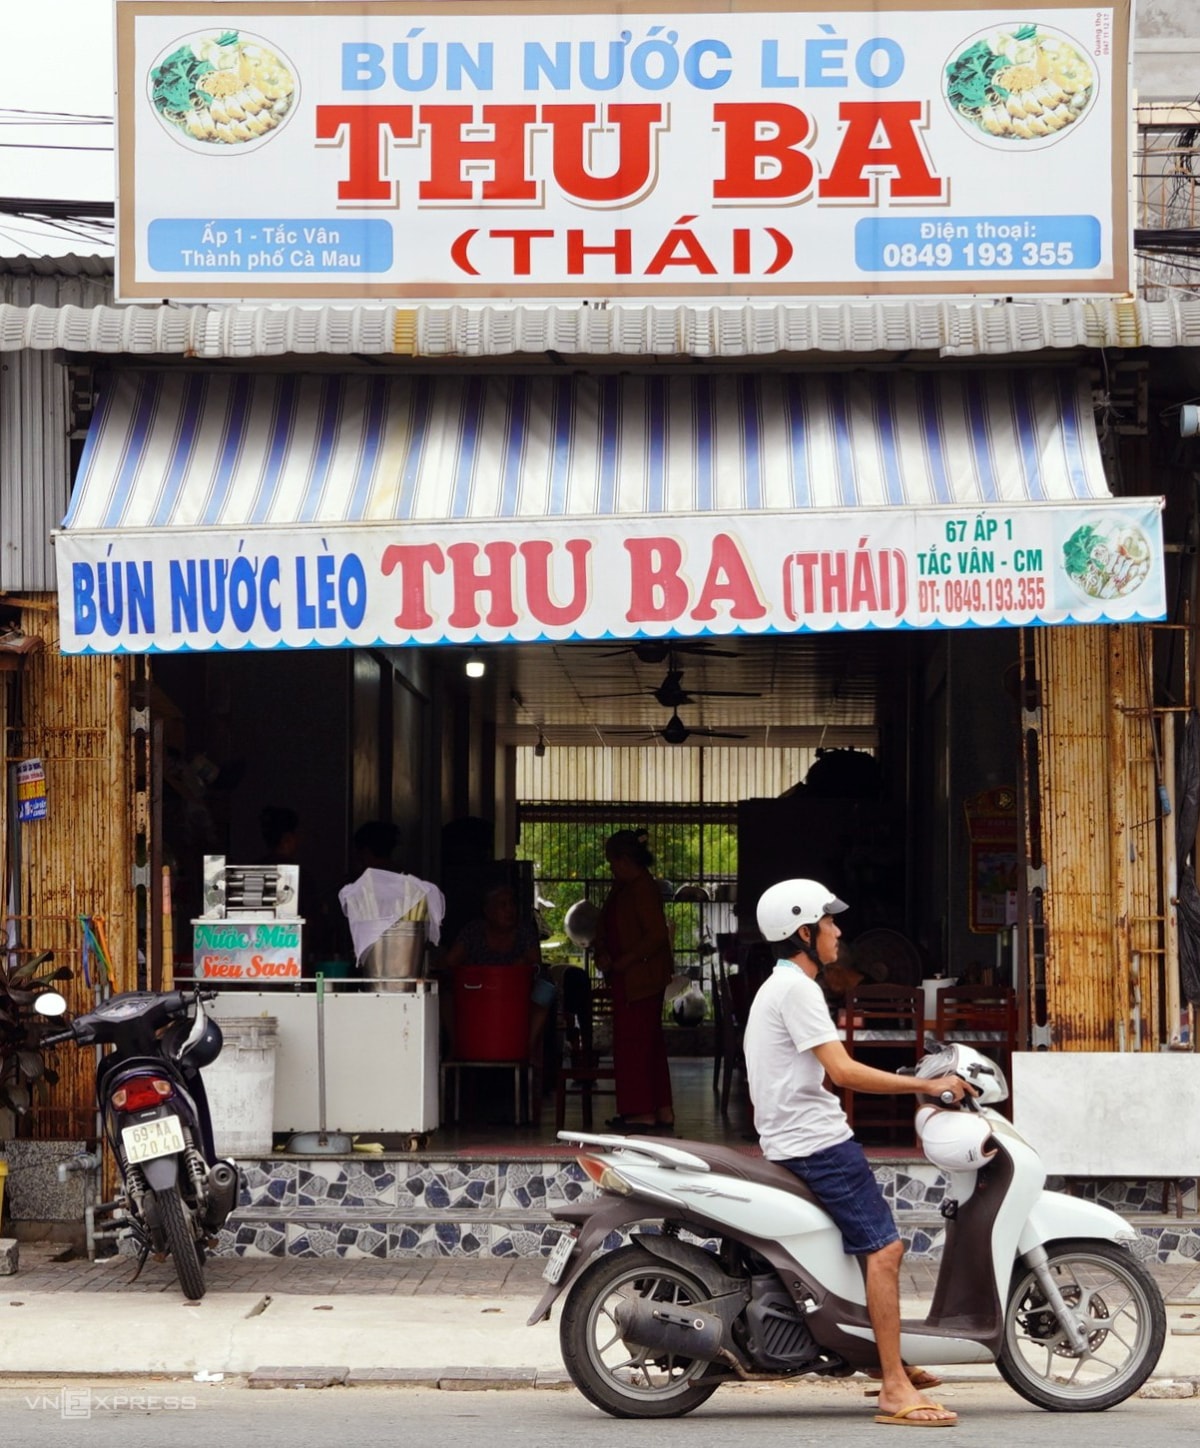 BÚN NƯỚC LÈO
THU BA
(THÁI)
Ấp 1 - Tắc Vân
Thành phố Cà Mau
Điện thoại:
0849 193 355
Quang thọ
BÚN NƯỚC LÈO THU BA (THÁI)
67 ẤP 1
TẮC VÂN - CM
ĐT: 0849.193.355
Nước Mía
Siêu Sạch
69-AA
120.40
VNEXPRESS